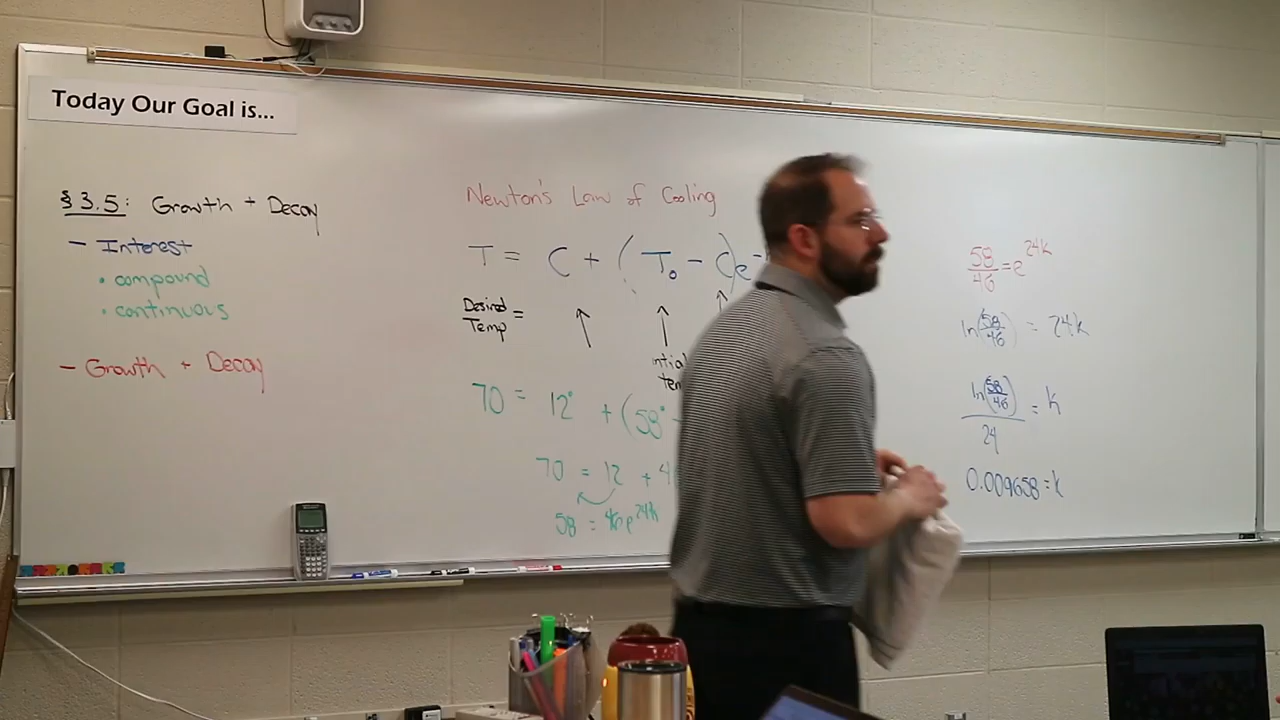 Today Our Goal is...
§ 3.5: Growth + Decay
- Interest
• compound
• continuous
- Growth + Decay
Newton's Law of Cooling
T = C + (T₀ - C)e-
Desired Temp =
70 = 12° + (58° -
70 = 12 + 4
58 = 46e^24k
58/46 = e^24k
ln(58/46) = 24k
ln(58/46)/24 = k
0.009658 = k